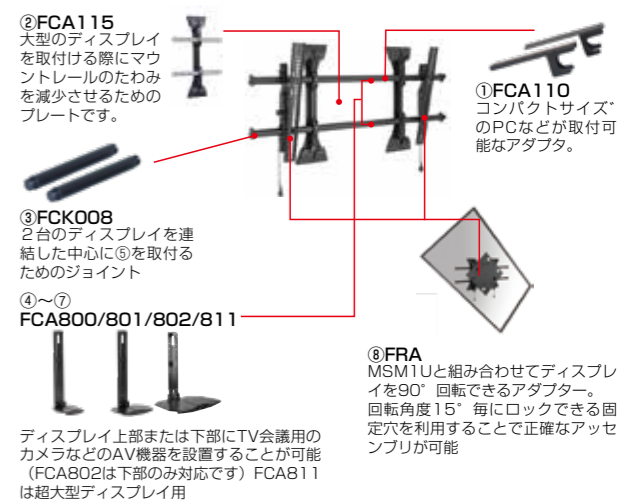 ②FCA115
大型のディスプレイ
を取付ける際にマウ
ントレールのたわみ
を減少させるための
プレートです。
①FCA110
コンパクトサイズ゛
のPCなどが取付可
能なアダプタ。
③FCK008
２台のディスプレイを連
結した中心に⑤を取付る
ためのジョイント
④～⑦
FCA800/801/802/811
ディスプレイ上部または下部にTV会議用の
カメラなどのAV機器を設置することが可能
（FCA802は下部のみ対応です）FCA811
は超大型ディスプレイ用
⑧FRA
MSM1Uと組み合わせてディスプレ
イを90°回転できるアダプター。
回転角度15°毎にロックできる固
定穴を利用することで正確なアッセ
ンブリが可能